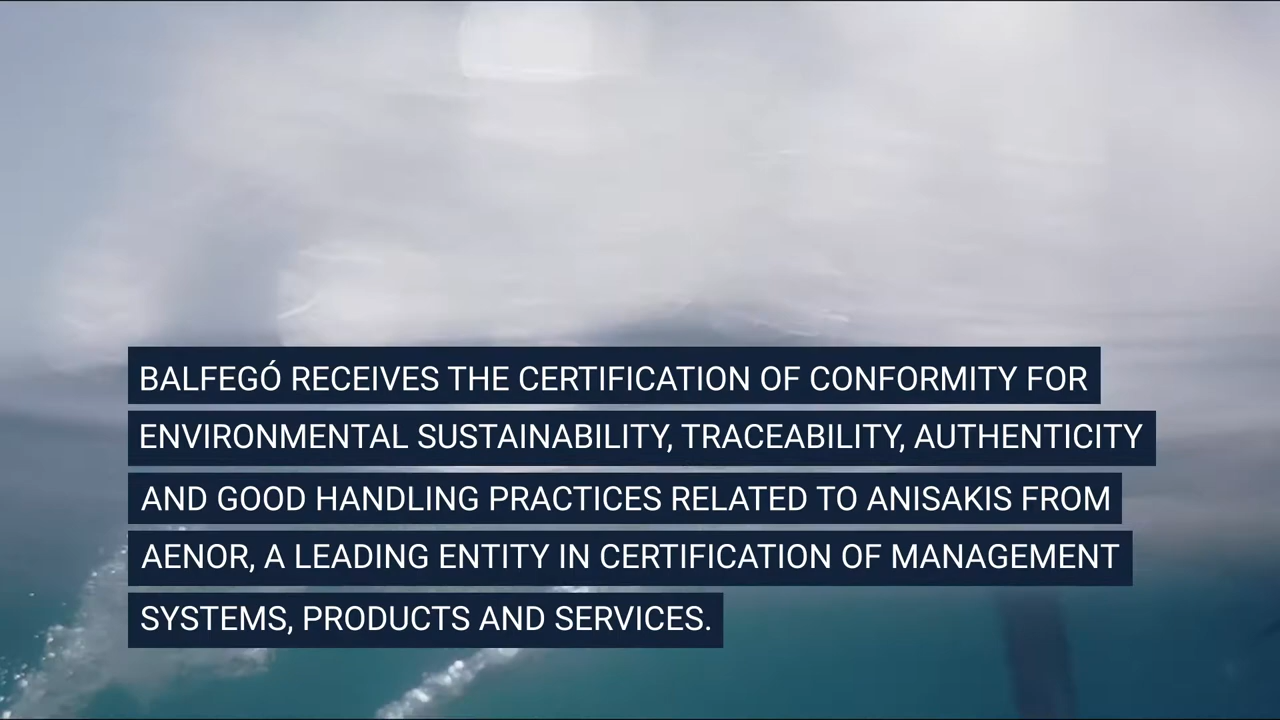 BALFEGÓ RECEIVES THE CERTIFICATION OF CONFORMITY FOR
ENVIRONMENTAL SUSTAINABILITY, TRACEABILITY, AUTHENTICITY
AND GOOD HANDLING PRACTICES RELATED TO ANISAKIS FROM
AENOR, A LEADING ENTITY IN CERTIFICATION OF MANAGEMENT
SYSTEMS, PRODUCTS AND SERVICES.